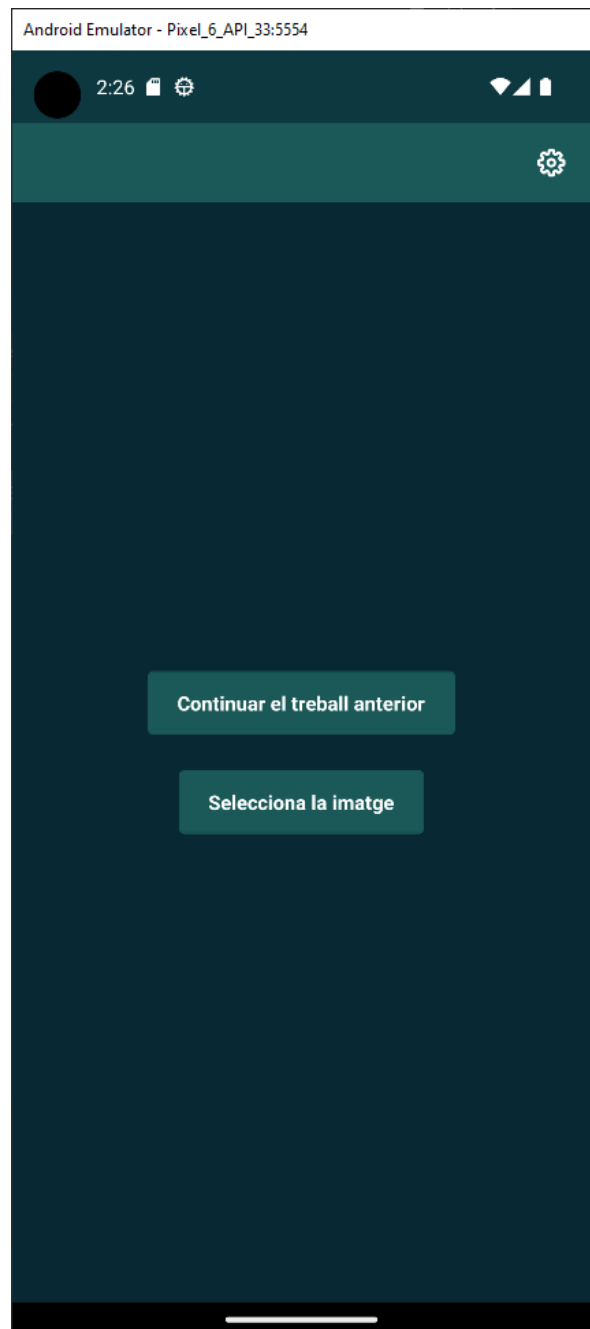 Android Emulator - Pixel_6_API_33:5554
2:26
Continuar el treball anterior
Selecciona la imatge